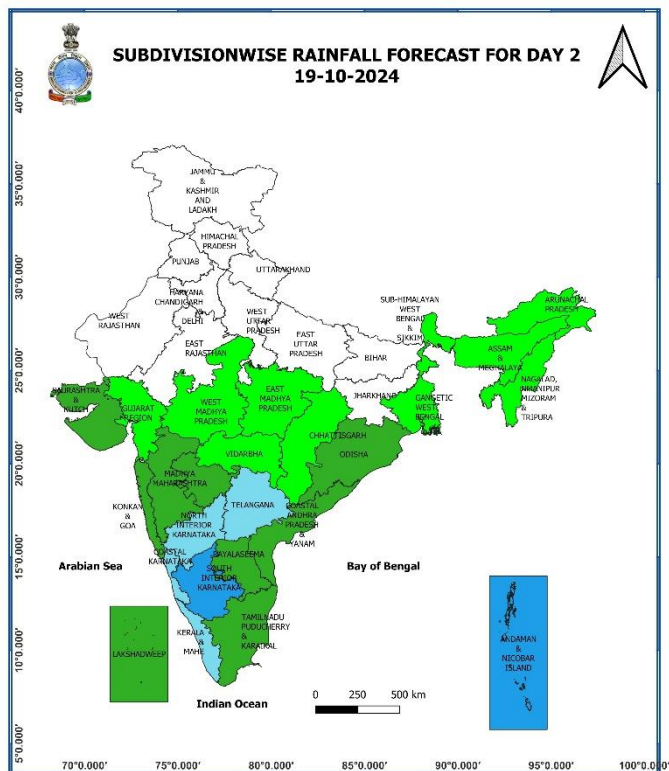 SUBDIVISIONWISE RAINFALL FORECAST FOR DAY 2
19-10-2024
40°0.000'
35°0.000'
30°0.000'
25°0.000'
20°0.000'
15°0.000'
10°0.000'
5°0.000'
JAMMU
&
KASHMIR
AND
LADAKH
HIMACHAL
PRADESH
PUNJAB
UTTARAKHAND
HARYANA
CHANDIGARH
&
DELHI
WEST
RAJASTHAN
EAST
RAJASTHAN
WEST
UTTAR
PRADESH
EAST
UTTAR
PRADESH
SUB-HIMALAYAN
WEST
BENGAL
&
SIKKIM
BIHAR
ARUNACHAL
PRADESH
ASSAM
&
MEGHALAYA
NAGALAD,
MNANIPUR
MIZORAM
&
TRIPURA
JHARKHAND
GANGETIC
WEST
BENGAL
SAURASHTRA
&
KUTCH
GUJARAT
REGION
WEST
MADHYA
PRADESH
EAST
MADHYA
PRADESH
CHHATTISGARH
ODISHA
VIDARBHA
MADHYA
MAHARASHTRA
KONKAN
&
GOA
TELANGANA
NORTH
INTERIOR
KARNATAKA
COASTAL
ANDHRA
PRADESH
&
YANAM
COASTAL
KARNATAKA
RAYALASEEMA
SOUTH
INTERIOR
KARNATAKA
Arabian Sea
Bay of Bengal
KERALA
&
MAHE
TAMILNADU
PUDUCHERRY
&
KARAIKAL
LAKSHADWEEP
ANDAMAN
&
NICOBAR
ISLAND
Indian Ocean
0 250 500 km
70°0.000' 75°0.000' 80°0.000' 85°0.000' 90°0.000' 95°0.000' 100°0.000'